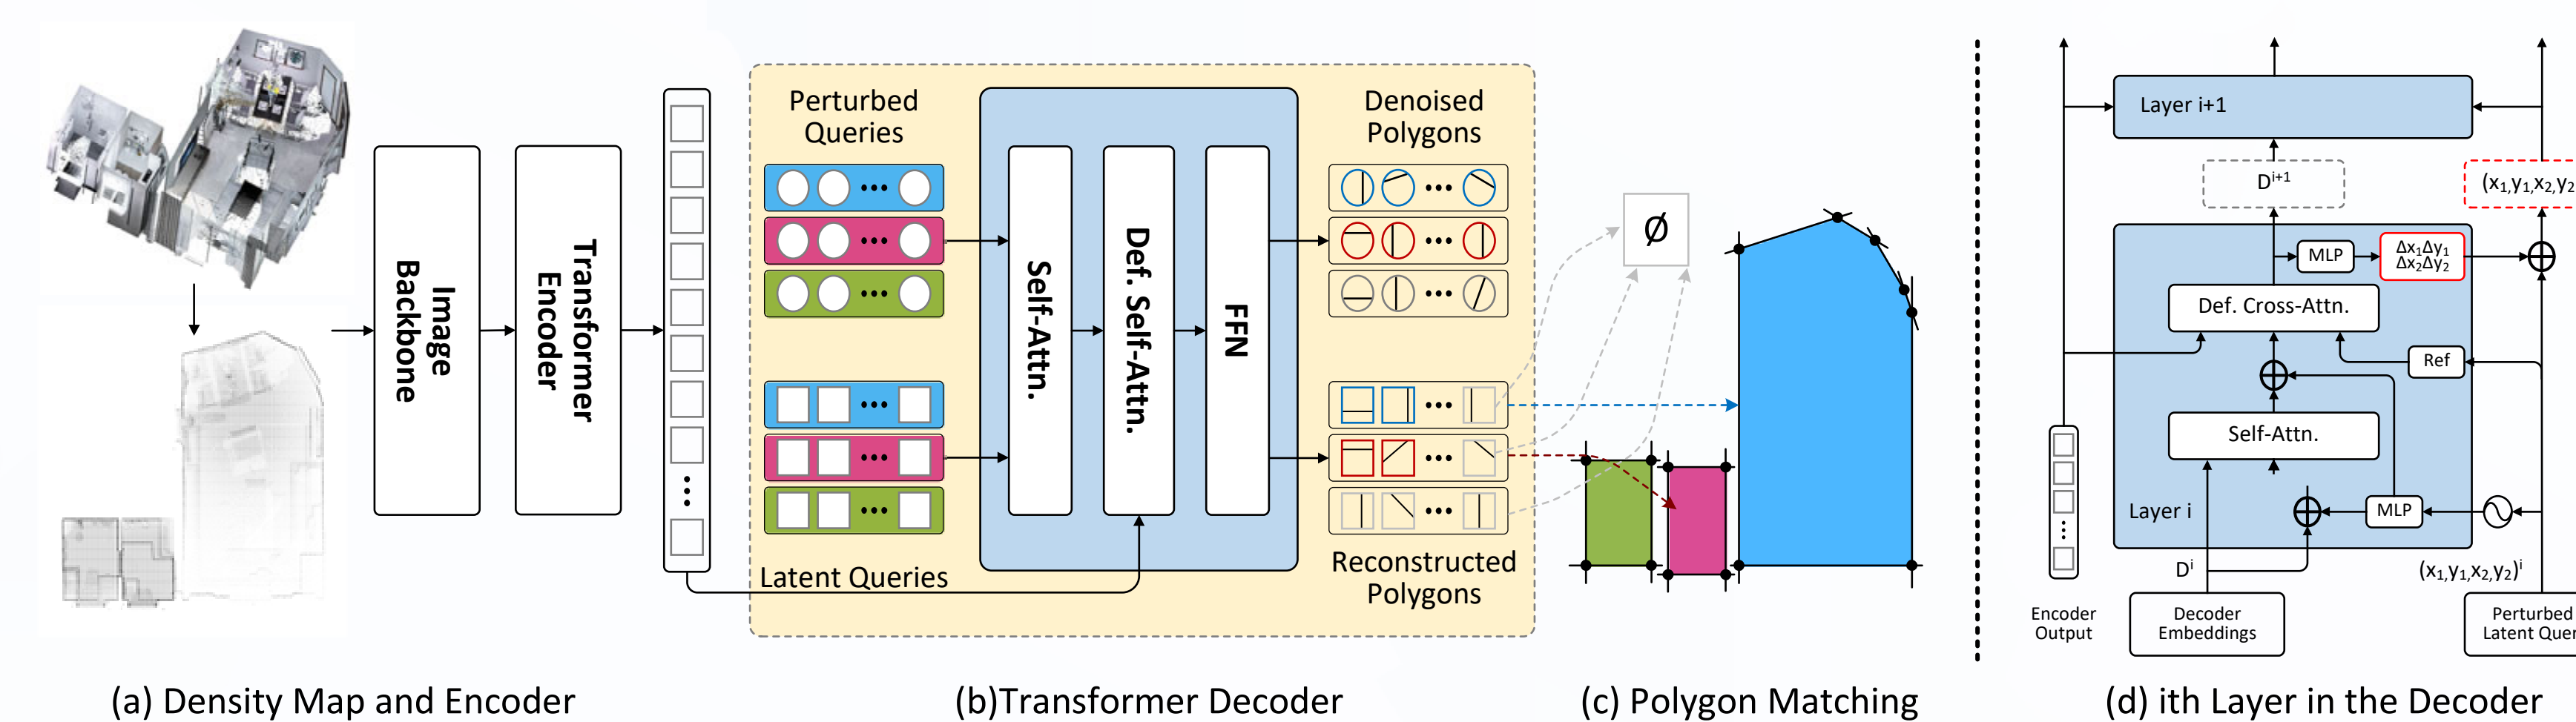 Image
Backbone
Transformer
Encoder
(a) Density Map and Encoder
Perturbed
Queries
Latent Queries
Self-Attn.
Def. Self-Attn.
FFN
Denoised
Polygons
Reconstructed
Polygons
(b)Transformer Decoder
Ø
(c) Polygon Matching
Layer i+1
Dⁱ⁺¹
(x₁,y₁,x₂,y₂
MLP
Δx₁Δy₁
Δx₂Δy₂
Def. Cross-Attn.
Ref
Self-Attn.
Layer i
MLP
Dⁱ
(x₁,y₁,x₂,y₂)ⁱ
Encoder
Output
Decoder
Embeddings
Perturbed
Latent Quer
(d) ith Layer in the Decoder